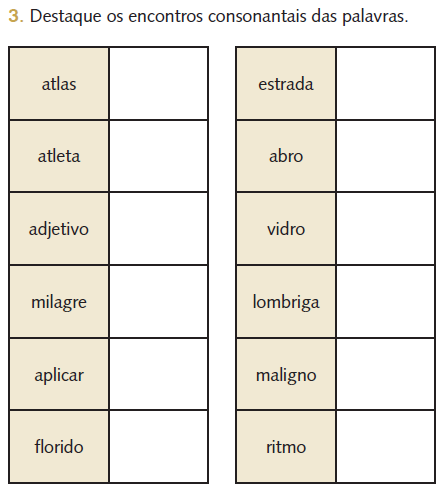 3. Destaque os encontros consonantais das palavras.
atlas
atleta
adjetivo
milagre
aplicar
florido
estrada
abro
vidro
lombriga
maligno
ritmo